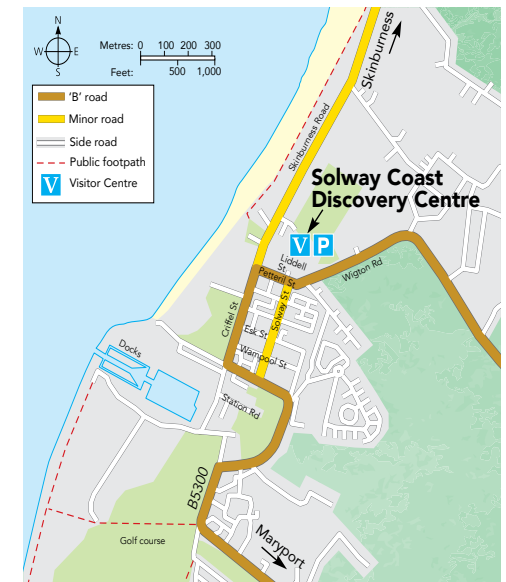 N
W E
S
Metres: 0 100 200 300
Feet: 500 1,000
'B' road
Minor road
Side road
Public footpath
V Visitor Centre
Skinburness
Skinburness Road
Solway Coast
Discovery Centre
V P
Liddell
St
Petteril St
Wigton Rd
Solway St
Criffel St
Esk St
Wampool St
Docks
Station Rd
B5300
Maryport
Golf course